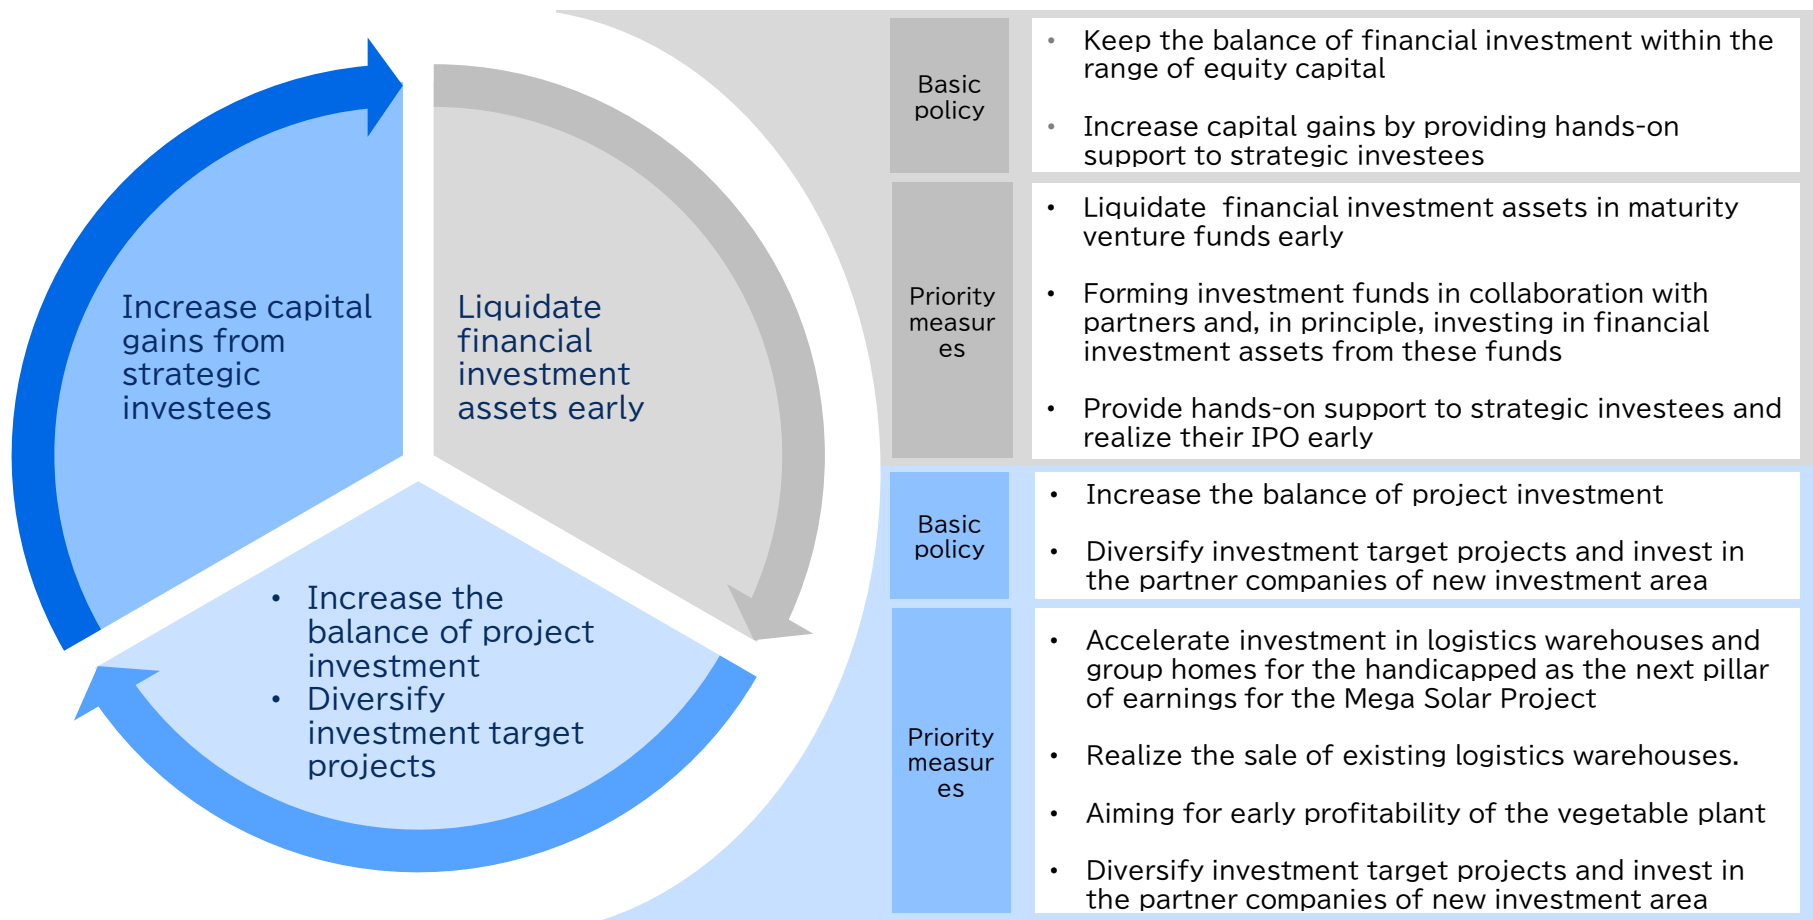 Increase capital
gains from
strategic
investees
Liquidate
financial
investment
assets early
• Increase the
balance of project
investment
• Diversify
investment target
projects
Basic
policy
• Keep the balance of financial investment within the
range of equity capital
• Increase capital gains by providing hands-on
support to strategic investees
Priority
measur
es
• Liquidate  financial investment assets in maturity
venture funds early
• Forming investment funds in collaboration with
partners and, in principle, investing in financial
investment assets from these funds
• Provide hands-on support to strategic investees and
realize their IPO early
Basic
policy
• Increase the balance of project investment
• Diversify investment target projects and invest in
the partner companies of new investment area
Priority
measur
es
• Accelerate investment in logistics warehouses and
group homes for the handicapped as the next pillar
of earnings for the Mega Solar Project
• Realize the sale of existing logistics warehouses.
• Aiming for early profitability of the vegetable plant
• Diversify investment target projects and invest in
the partner companies of new investment area